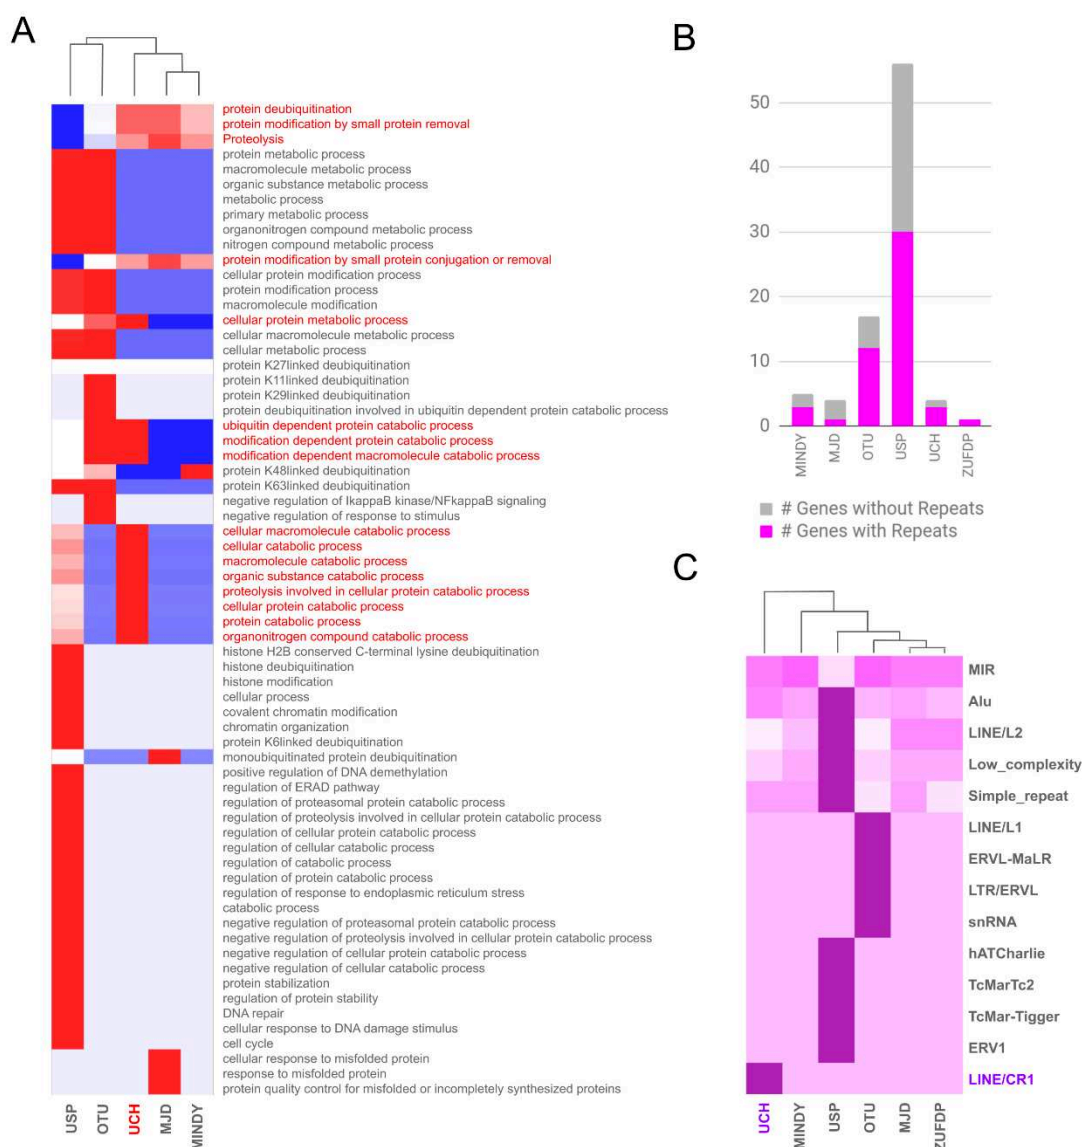 A
protein deubiquitination
protein modification by small protein removal
Proteolysis
protein metabolic process
macromolecule metabolic process
organic substance metabolic process
metabolic process
primary metabolic process
organonitrogen compound metabolic process
nitrogen compound metabolic process
protein modification by small protein conjugation or removal
cellular protein modification process
protein modification process
macromolecule modification
cellular protein metabolic process
cellular macromolecule metabolic process
cellular metabolic process
protein K27linked deubiquitination
protein K11linked deubiquitination
protein K29linked deubiquitination
protein deubiquitination involved in ubiquitin dependent protein catabolic process
ubiquitin dependent protein catabolic process
modification dependent protein catabolic process
modification dependent macromolecule catabolic process
protein K48linked deubiquitination
protein K63linked deubiquitination
negative regulation of IkappaB kinase/NFkappaB signaling
negative regulation of response to stimulus
cellular macromolecule catabolic process
cellular catabolic process
macromolecule catabolic process
organic substance catabolic process
proteolysis involved in cellular protein catabolic process
cellular protein catabolic process
protein catabolic process
organonitrogen compound catabolic process
histone H2B conserved C-terminal lysine deubiquitination
histone deubiquitination
histone modification
cellular process
covalent chromatin modification
chromatin organization
protein K6linked deubiquitination
monoubiquitinated protein deubiquitination
positive regulation of DNA demethylation
regulation of ERAD pathway
regulation of proteasomal protein catabolic process
regulation of proteolysis involved in cellular protein catabolic process
regulation of cellular protein catabolic process
regulation of cellular catabolic process
regulation of catabolic process
regulation of protein catabolic process
regulation of response to endoplasmic reticulum stress
catabolic process
negative regulation of proteasomal protein catabolic process
negative regulation of proteolysis involved in cellular protein catabolic process
negative regulation of cellular protein catabolic process
negative regulation of cellular catabolic process
protein stabilization
regulation of protein stability
DNA repair
cellular response to DNA damage stimulus
cell cycle
cellular response to misfolded protein
response to misfolded protein
protein quality control for misfolded or incompletely synthesized proteins
USP
OTU
UCH
MJD
MINDY
B
50
40
30
20
10
0
MINDY
MJD
OTU
USP
UCH
ZUFDP
# Genes without Repeats
# Genes with Repeats
C
MIR
Alu
LINE/L2
Low_complexity
Simple_repeat
LINE/L1
ERVL-MaLR
LTR/ERVL
snRNA
hATCharlie
TcMarTc2
TcMar-Tigger
ERV1
LINE/CR1
UCH
MINDY
USP
OTU
MJD
ZUFDP